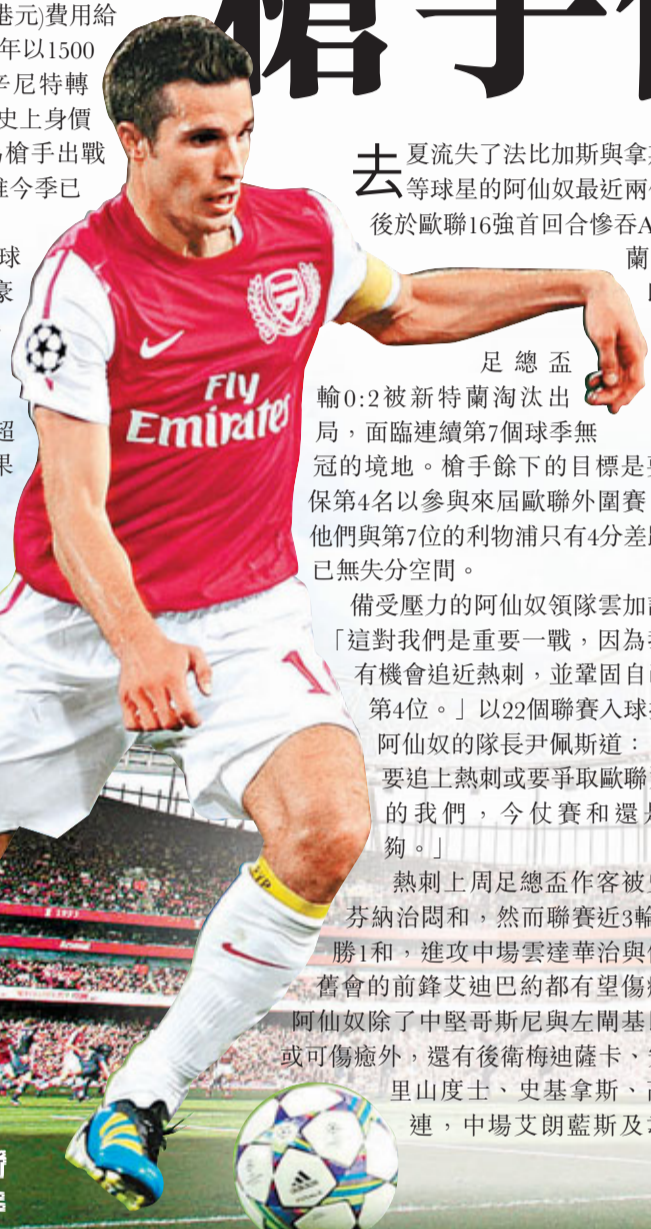 槍手
港元)費用給
年以1500
辛尼特轉
史上身價
槍手出戰
季已
球
豪
超
果
去夏流失了法比加斯與拿
等球星的阿仙奴最近兩
後於歐聯16強首回合慘吞A
蘭
足總盃
輸0:2被新特蘭淘汰出
局,面臨連續第7個球季無
冠的境地。槍手餘下的目標是
保第4名以參與來屆歐聯外圍賽
他們與第7位的利物浦只有4分差
已無失分空間。
備受壓力的阿仙奴領隊雲加
「這對我們是重要一戰,因為
有機會追近熱刺,並鞏固自
第4位。」以22個聯賽入球
阿仙奴的隊長尹佩斯道:
要追上熱刺或要爭取歐聯
的我們,今仗賽和還
夠。」
熱刺上周足總盃作客被
芬納治悶和,然而聯賽近3輪
勝1和,進攻中場雲達華治與
舊會的前鋒艾迪巴約都有望傷
阿仙奴除了中堅哥斯尼與左閘基
或可傷癒外,還有後衛梅迪薩卡、
里山度士、史基拿斯、
連,中場艾朗藍斯及
Fly
Emirates
1
Arsenal